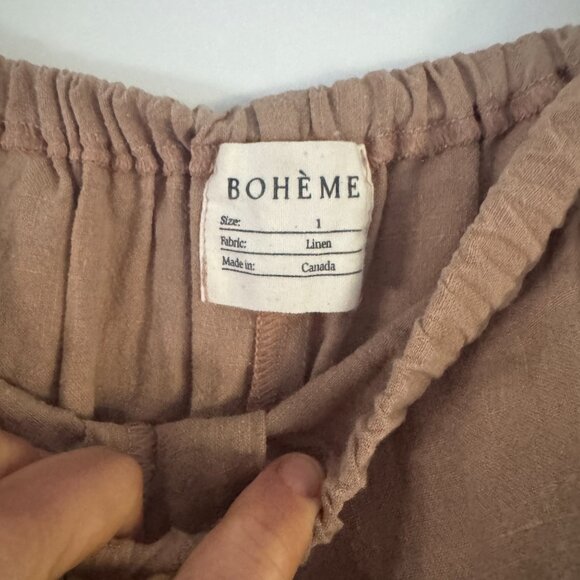 BOHÈME
Size: 1
Fabric: Linen
Made in: Canada